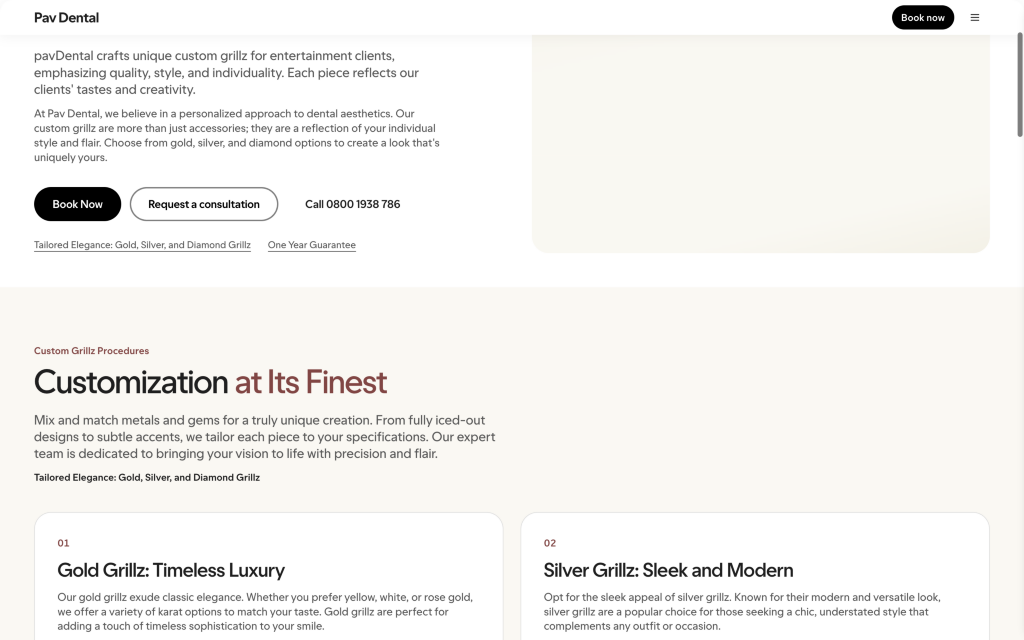 Pav Dental
Book now
pavDental crafts unique custom grillz for entertainment clients,
emphasizing quality, style, and individuality. Each piece reflects our
clients' tastes and creativity.
At Pav Dental, we believe in a personalized approach to dental aesthetics. Our
custom grillz are more than just accessories; they are a reflection of your individual
style and flair. Choose from gold, silver, and diamond options to create a look that's
uniquely yours.
Book Now
Request a consultation
Call 0800 1938 786
Tailored Elegance: Gold, Silver, and Diamond Grillz
One Year Guarantee
Custom Grillz Procedures
Customization at Its Finest
Mix and match metals and gems for a truly unique creation. From fully iced-out
designs to subtle accents, we tailor each piece to your specifications. Our expert
team is dedicated to bringing your vision to life with precision and flair.
Tailored Elegance: Gold, Silver, and Diamond Grillz
01
Gold Grillz: Timeless Luxury
Our gold grillz exude classic elegance. Whether you prefer yellow, white, or rose gold,
we offer a variety of karat options to match your taste. Gold grillz are perfect for
adding a touch of timeless sophistication to your smile.
02
Silver Grillz: Sleek and Modern
Opt for the sleek appeal of silver grillz. Known for their modern and versatile look,
silver grillz are a popular choice for those seeking a chic, understated style that
complements any outfit or occasion.